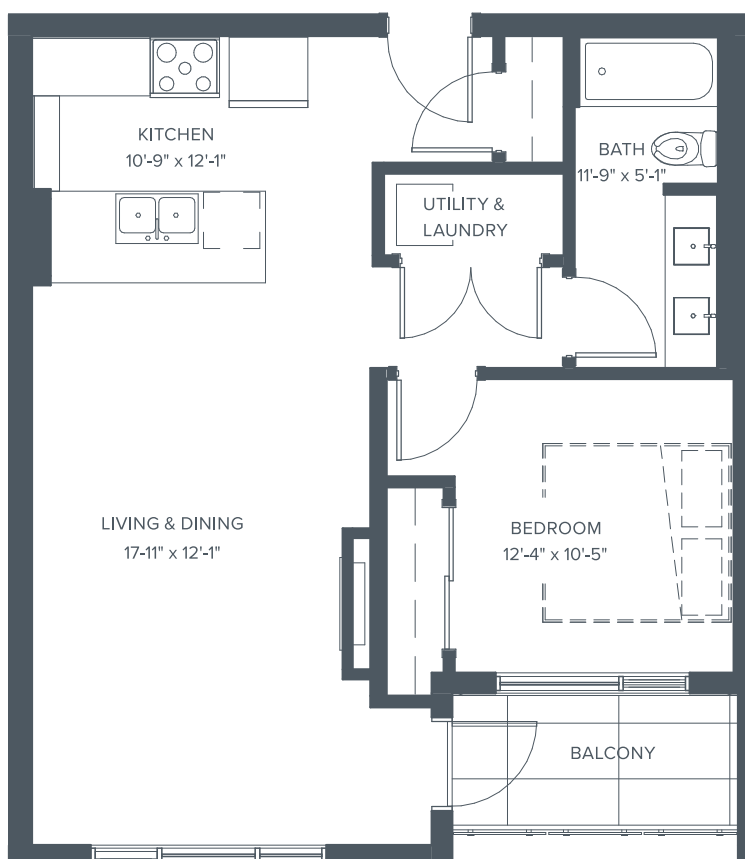 KITCHEN
10'-9" x 12'-1"
BATH
11'-9" x 5'-1"
UTILITY &
LAUNDRY
LIVING & DINING
17'-11" x 12'-1"
BEDROOM
12'-4" x 10'-5"
BALCONY